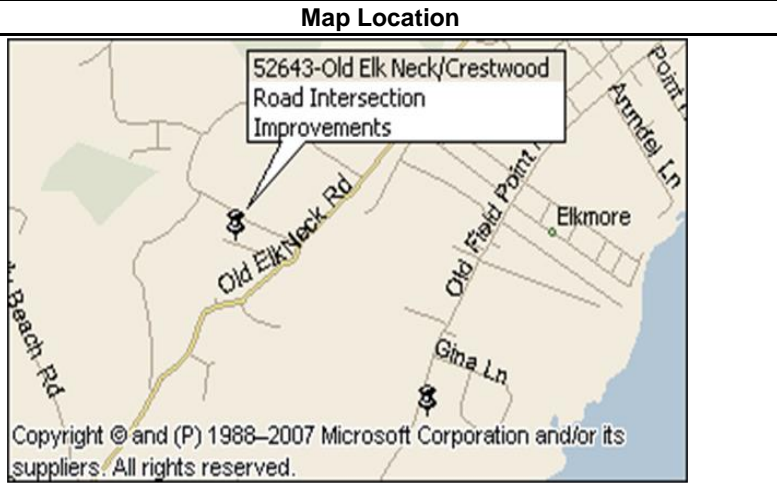 Map Location
52643-Old Elk Neck/Crestwood
Road Intersection
Improvements
Arundel Ln
Old Elk Neck Rd
Old Field Point
Elkmore
Beach Rd
Gina Ln
Copyright © and (P) 1988–2007 Microsoft Corporation and/or its
suppliers. All rights reserved.